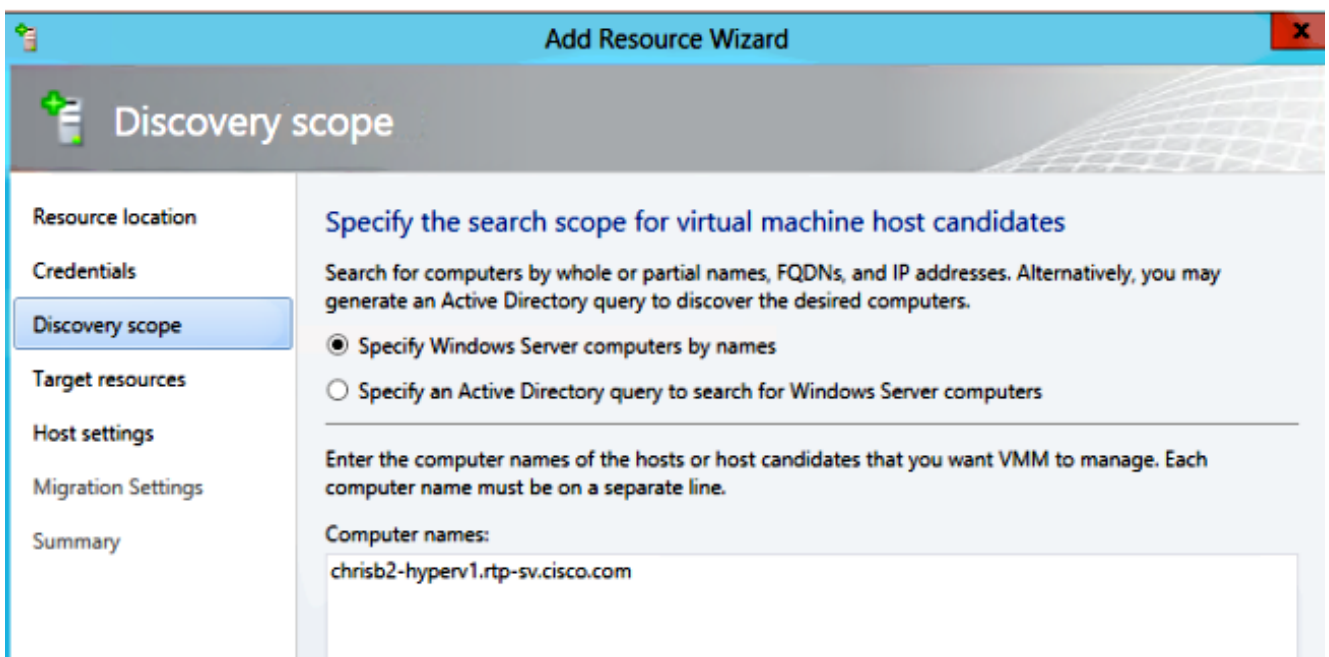 Add Resource Wizard
x
Discovery scope
Resource location
Credentials
Discovery scope
Target resources
Host settings
Migration Settings
Summary
Specify the search scope for virtual machine host candidates
Search for computers by whole or partial names, FQDNs, and IP addresses. Alternatively, you may
generate an Active Directory query to discover the desired computers.
Specify Windows Server computers by names
Specify an Active Directory query to search for Windows Server computers
Enter the computer names of the hosts or host candidates that you want VMM to manage. Each
computer name must be on a separate line.
Computer names:
chrisb2-hyperv1.rtp-sv.cisco.com